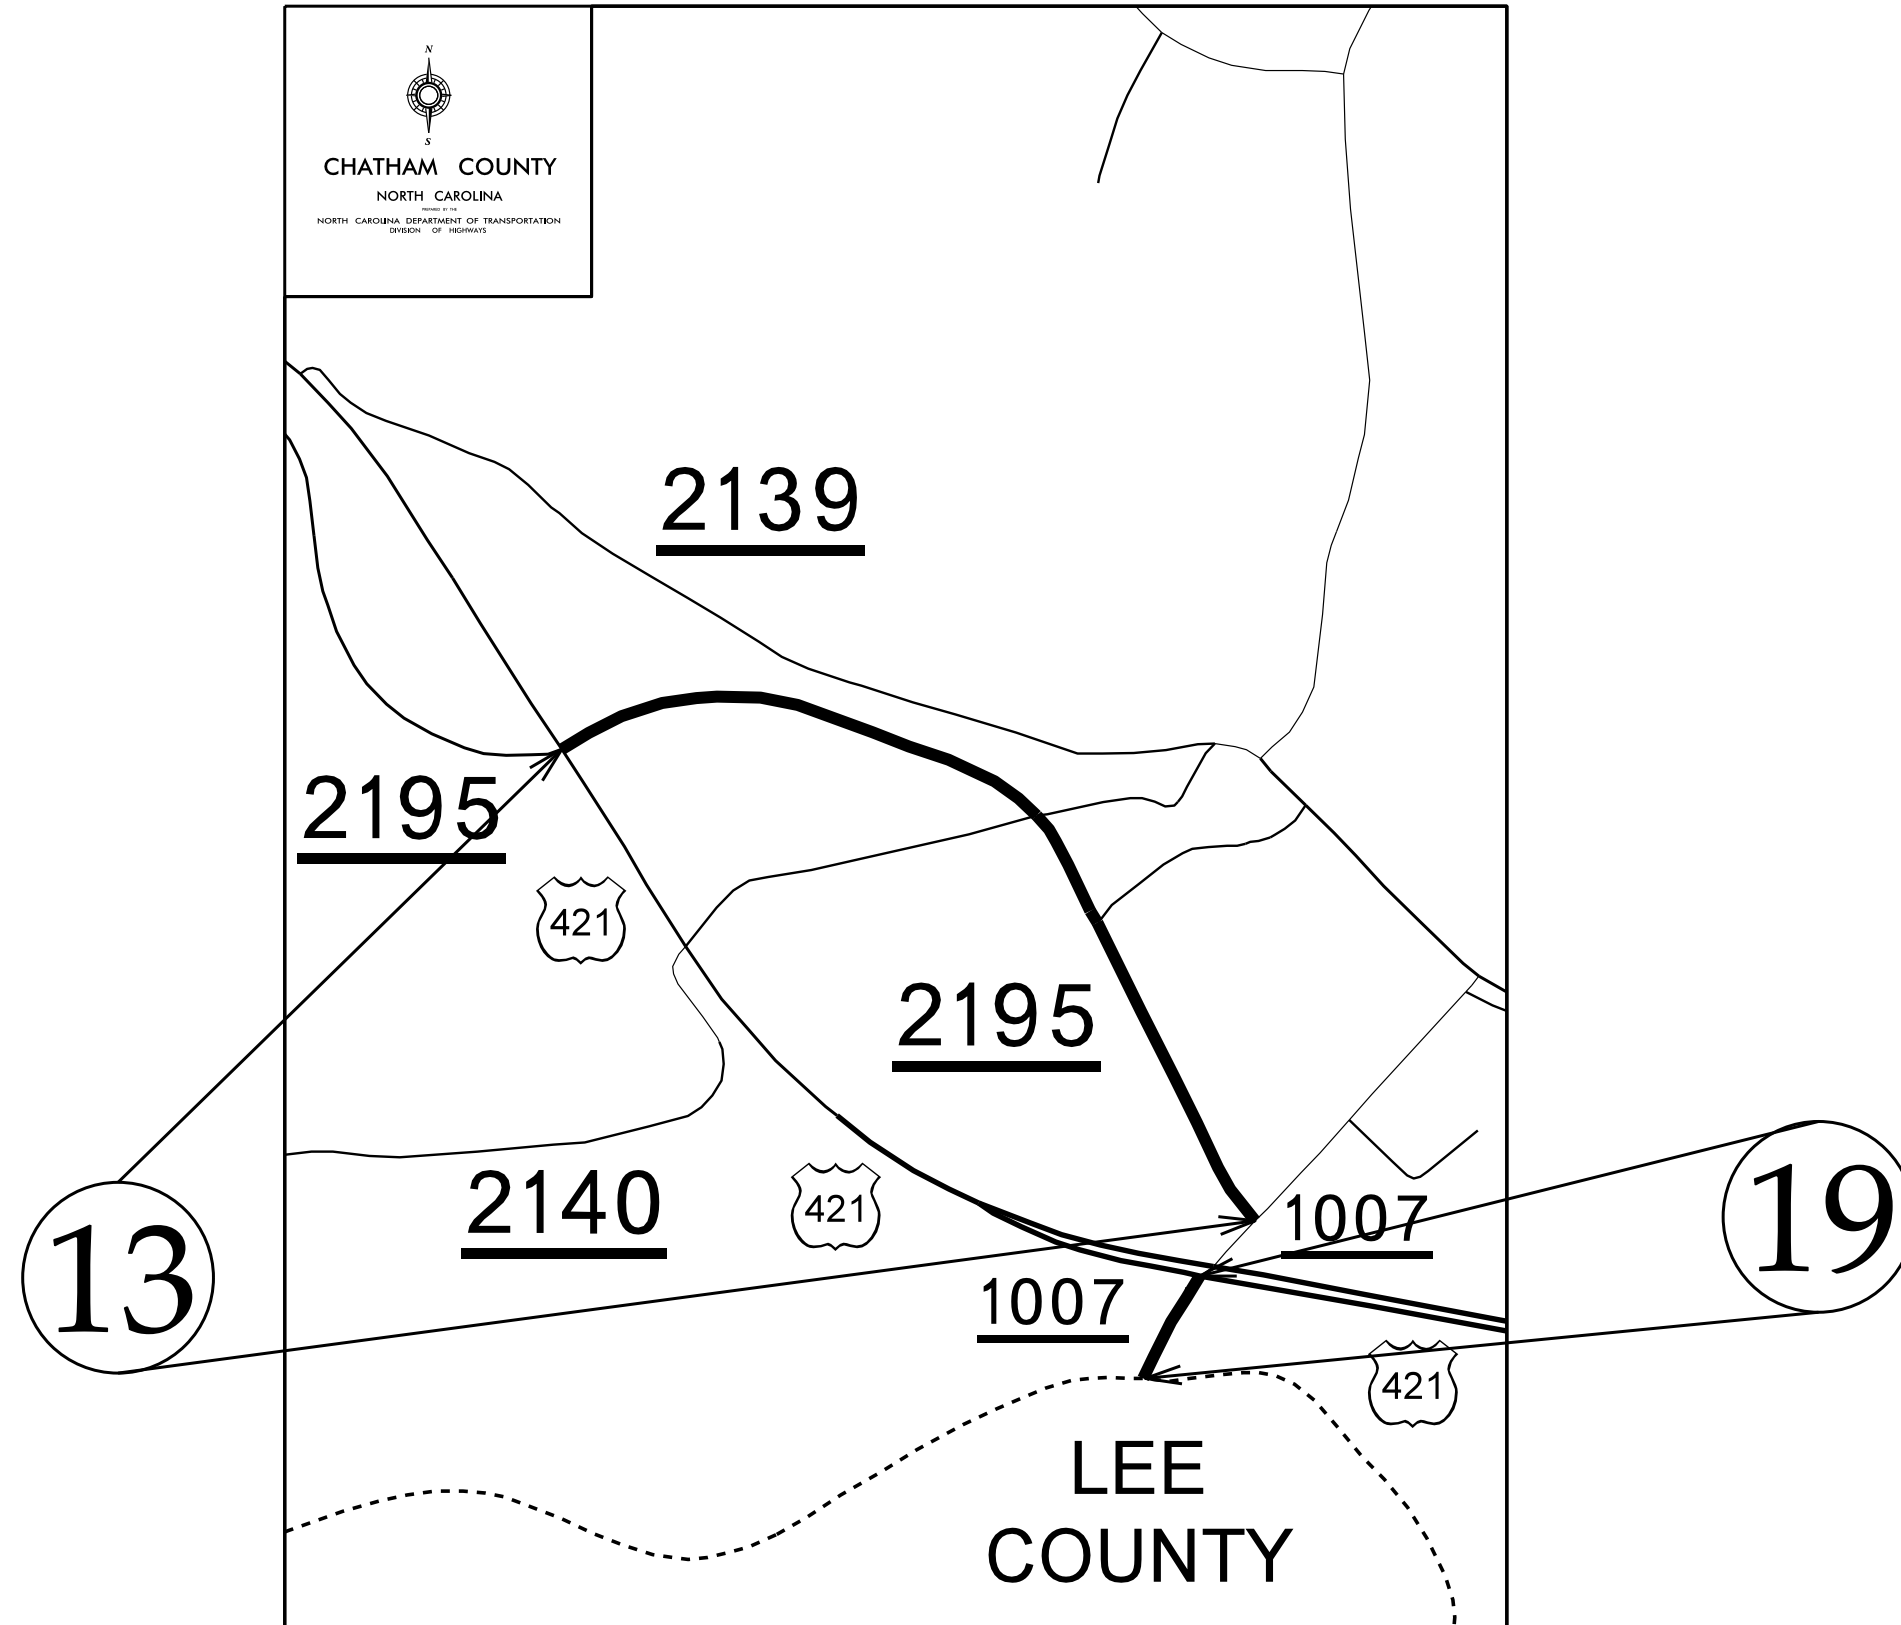 N
S
CHATHAM COUNTY
NORTH CAROLINA
PREPARED BY THE
NORTH CAROLINA DEPARTMENT OF TRANSPORTATION
DIVISION OF HIGHWAYS
2139
2195
421
2195
2140
421
1007
13
19
1007
421
LEE
COUNTY